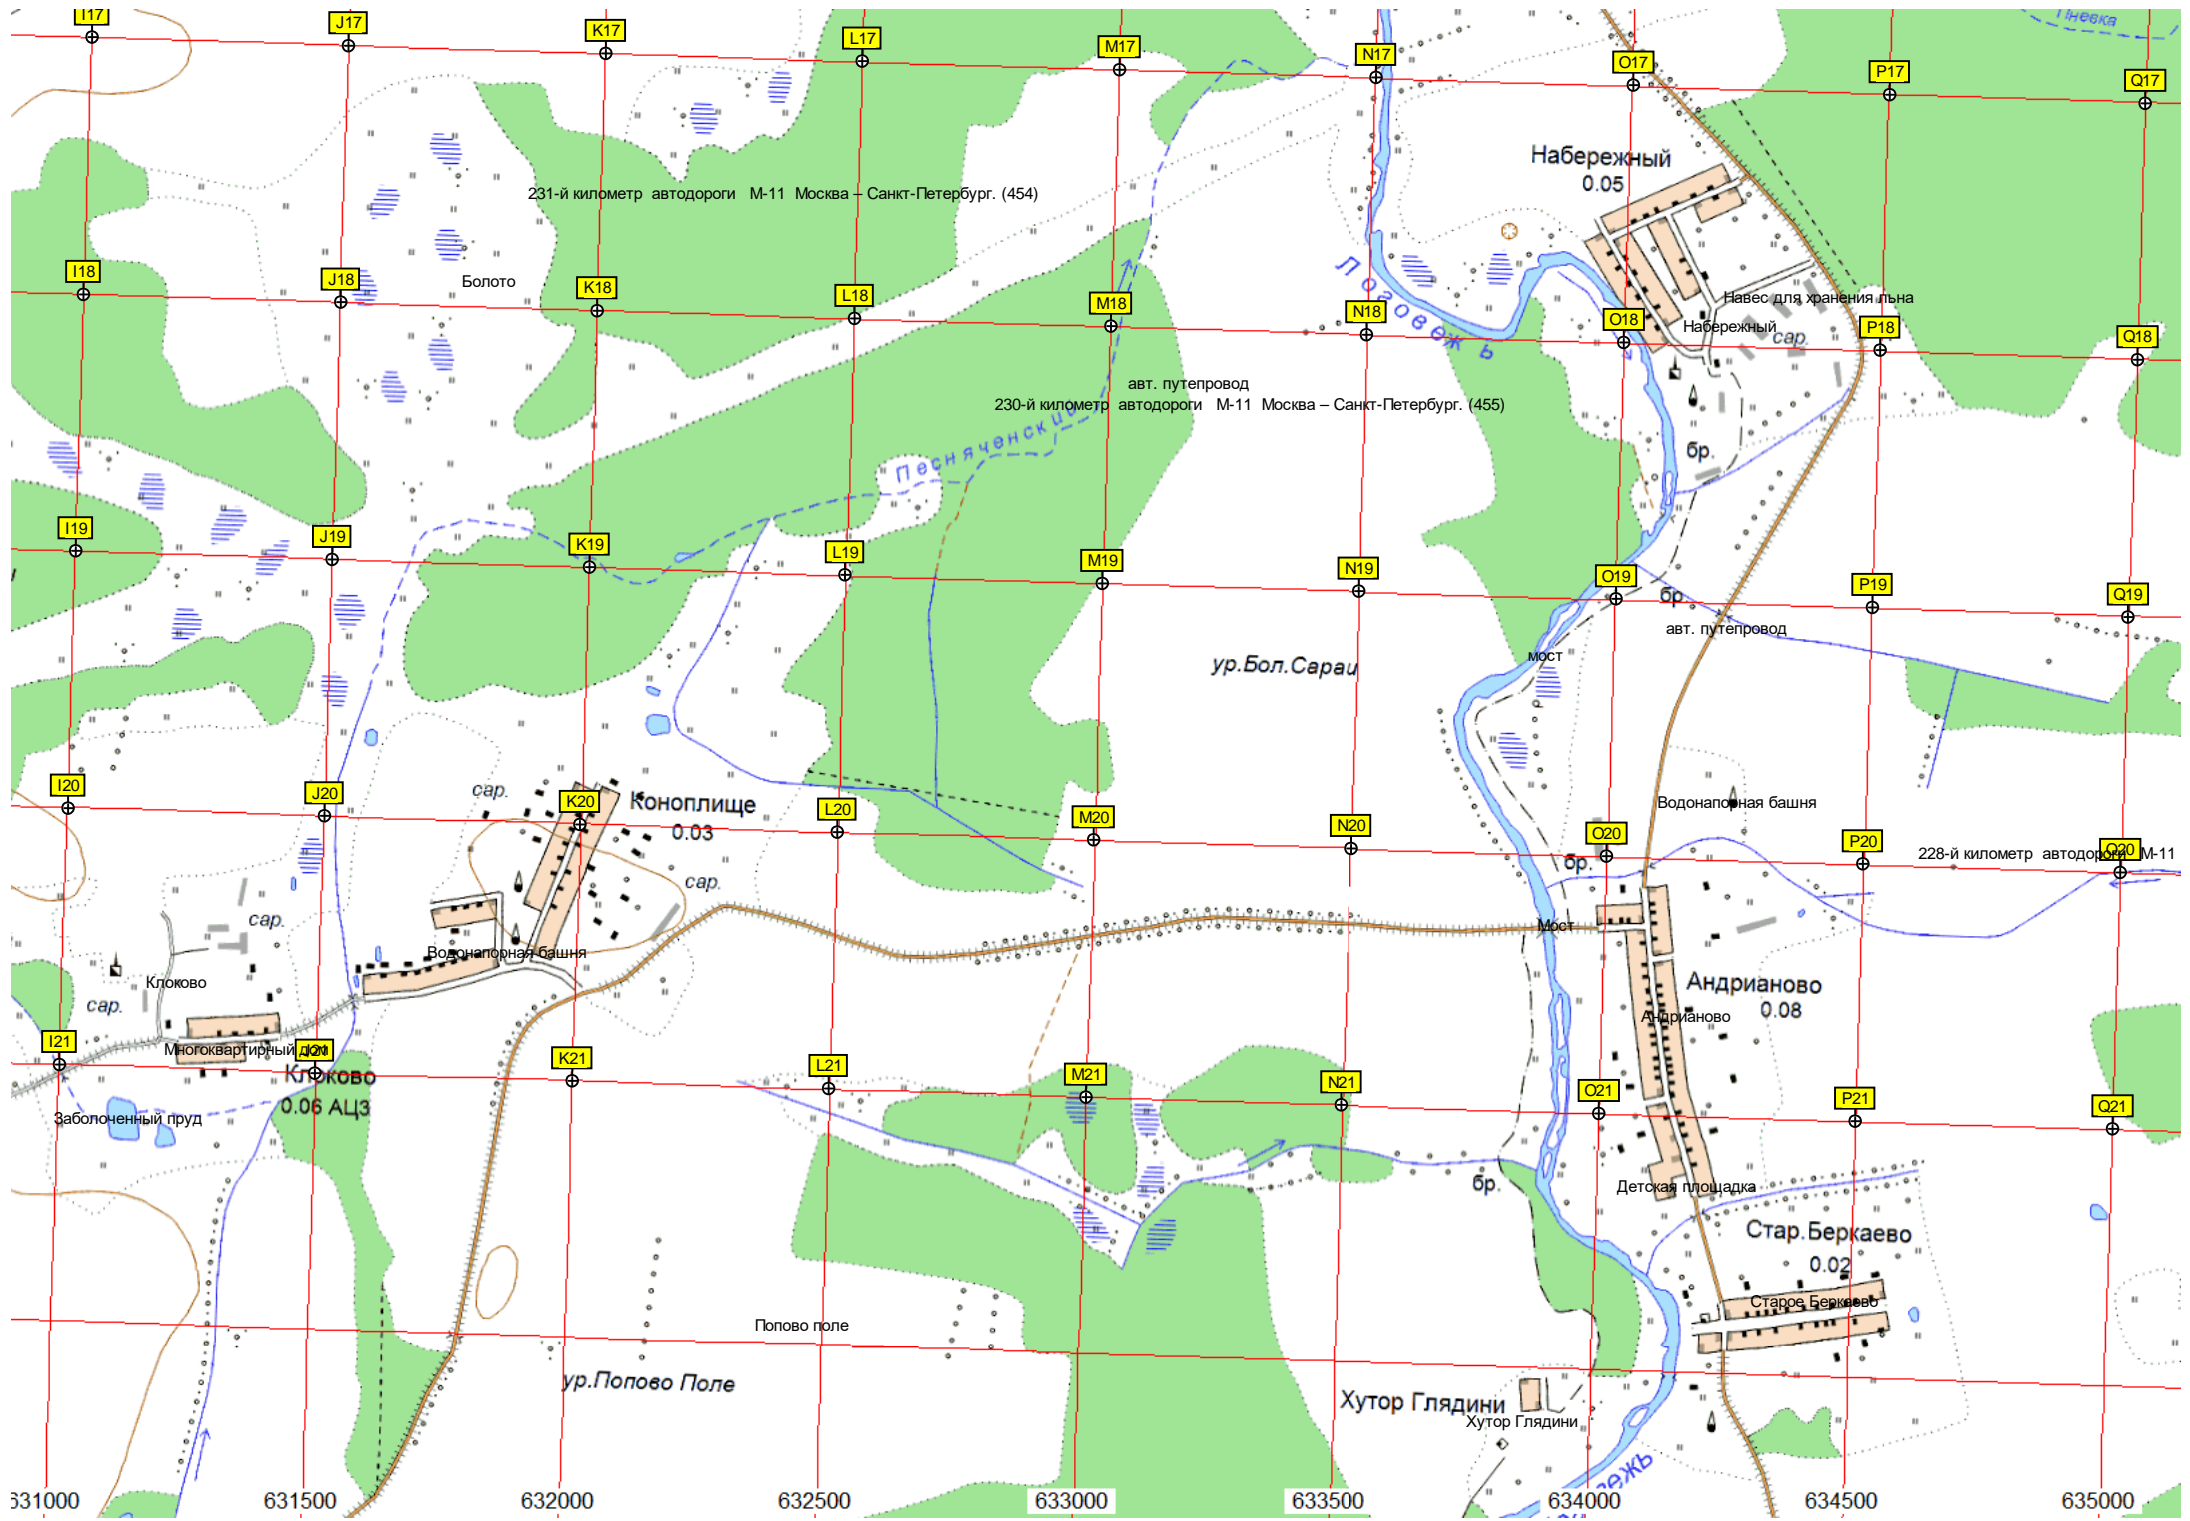 I17
J17
K17
L17
M17
N17
O17
P17
Q17
Пневка
Набережный
0.05
231-й километр автодороги М-11 Москва – Санкт-Петербург. (454)
Логовежь
I18
J18
Болото
K18
L18
M18
N18
O18
P18
Q18
Навес для хранения льна
Набережный
сар.
авт. путепровод
230-й километр автодороги М-11 Москва – Санкт-Петербург. (455)
Песняченский
бр.
I19
J19
K19
L19
M19
N19
O19
P19
Q19
бр.
авт. путепровод
мост
ур.Бол.Сараи
I20
J20
сар.
K20
Коноплище
0.03
L20
M20
N20
O20
P20
Q20
Водонапорная башня
228-й километр автодороги М-11
бр.
сар.
сар.
Мост
Водонапорная башня
Клоково
сар.
Андрианово
0.08
Андрианово
I21
Многоквартирный дом
J21
K21
L21
M21
N21
O21
P21
Q21
Клоково
0.06 АЦЗ
Заболоченный пруд
бр.
Детская площадка
Стар.Беркаево
0.02
Старое Беркаево
Попово поле
ур.Попово Поле
Хутор Глядини
Хутор Глядини
ежь
631000
631500
632000
632500
633000
633500
634000
634500
635000